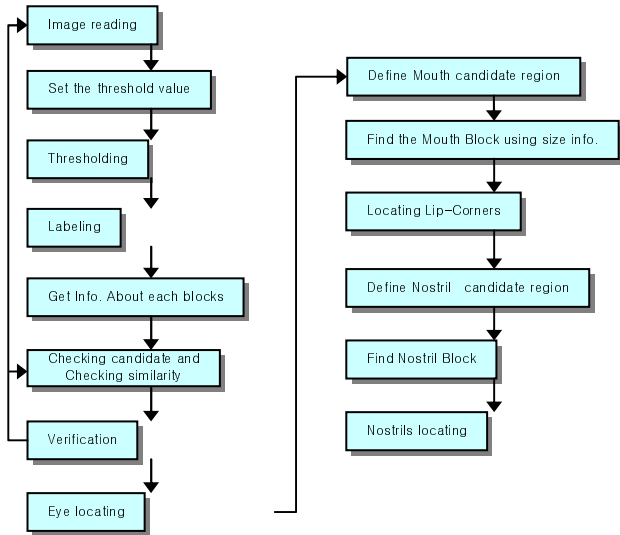 Image reading
Set the threshold value
Thresholding
Labeling
Get Info. About each blocks
Checking candidate and
Checking similarity
Verification
Eye locating
Define Mouth candidate region
Find the Mouth Block using size info.
Locating Lip-Corners
Define Nostril candidate region
Find Nostril Block
Nostrils locating